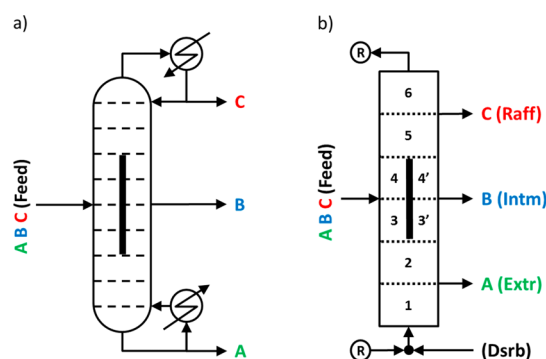 a)
C
A B C (Feed)
B
A
b)
R
6
C (Raff)
5
4 4’
A B C (Feed)
B (Intm)
3 3’
2
A (Extr)
1
R
(Dsrb)